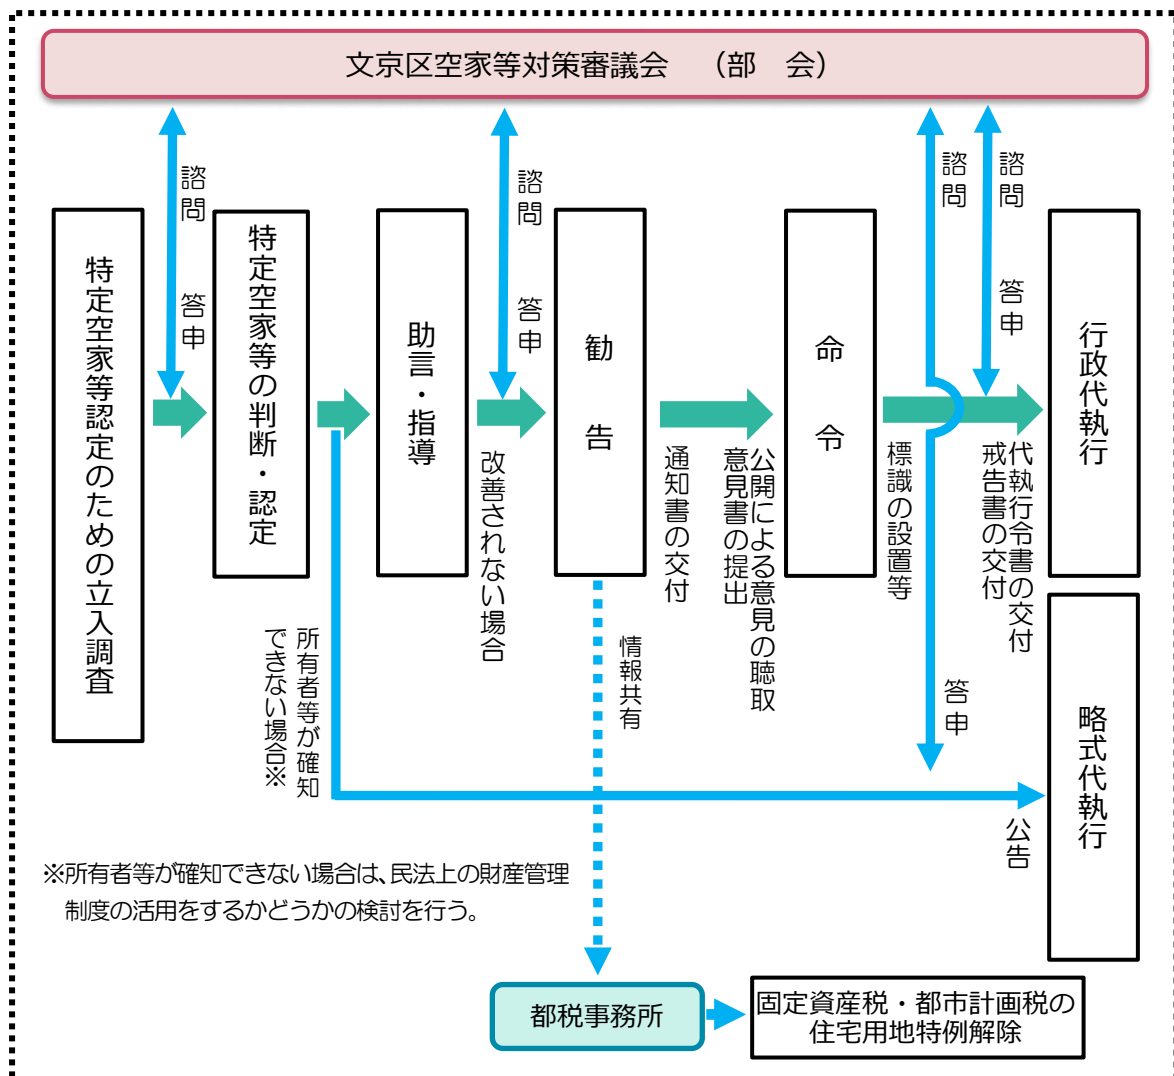 文京区空家等対策審議会　（部　会）
諮問
答申
諮問
答申
諮問
答申
諮問
答申
特定空家等認定のための立入調査
特定空家等の判断・認定
助言・指導
勧　告
命　令
行政代執行
改善されない場合
通知書の交付
公開による意見の聴取
意見書の提出
標識の設置等
代執行令書の交付
戒告書の交付
所有者等が確知
できない場合※
情報共有
略式代執行
公告
※所有者等が確知できない場合は、民法上の財産管理
制度の活用をするかどうかの検討を行う。
都税事務所
固定資産税・都市計画税の
住宅用地特例解除